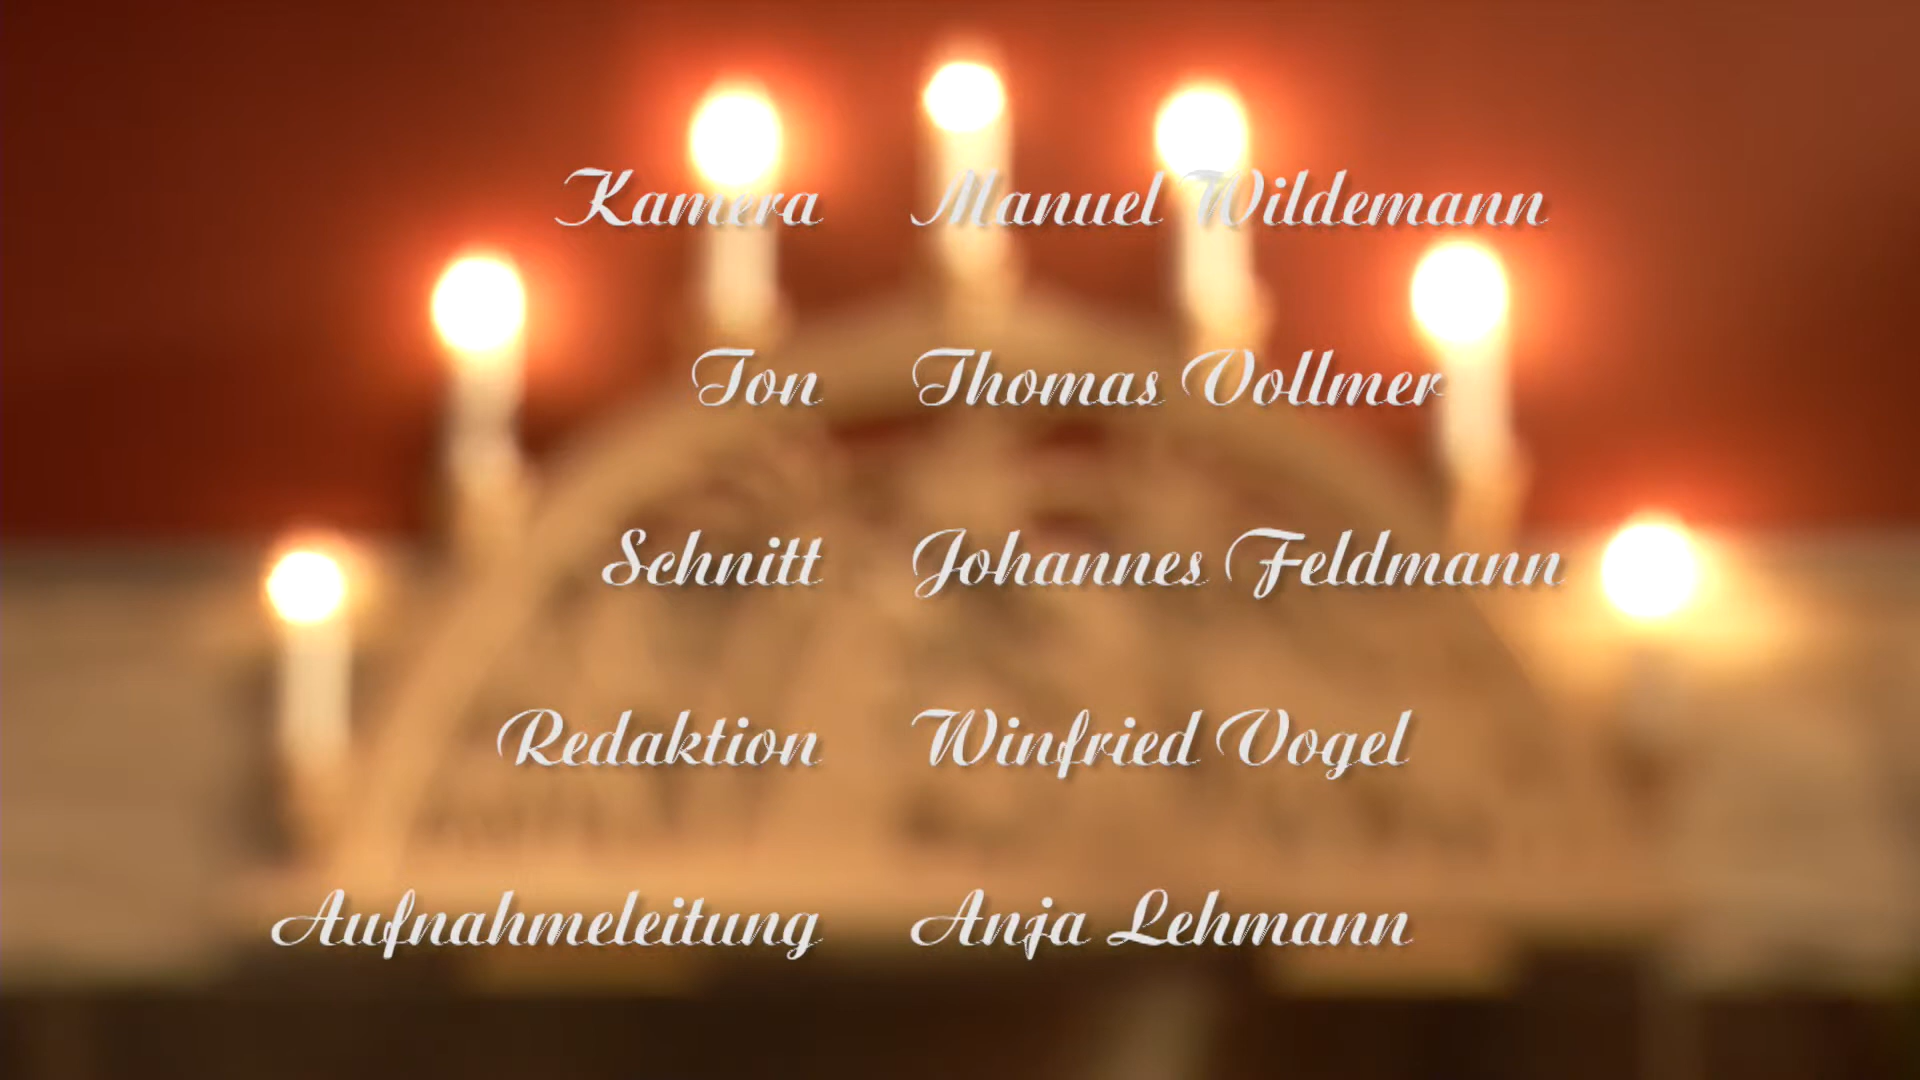 Kamera Manuel Wildemann
Ton Thomas Vollmer
Schnitt Johannes Feldmann
Redaktion Winfried Vogel
Aufnahmeleitung Anja Lehmann